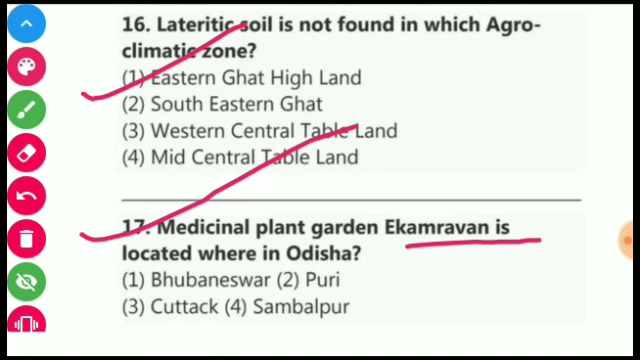 16. Lateritic soil is not found in which Agro-
climatic zone?
(1) Eastern Ghat High Land
(2) South Eastern Ghat
(3) Western Central Table Land
(4) Mid Central Table Land
17. Medicinal plant garden Ekamravan is
located where in Odisha?
(1) Bhubaneswar (2) Puri
(3) Cuttack (4) Sambalpur